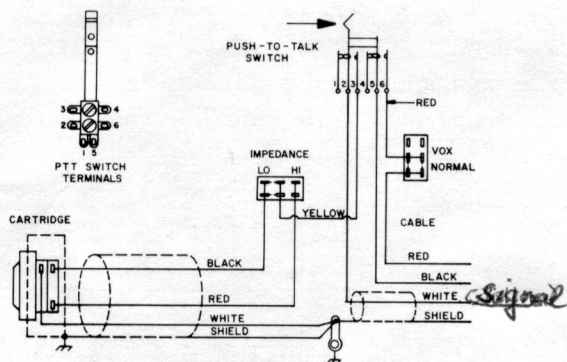 PUSH-TO-TALK
SWITCH
1 2 3 4 5 6
RED
3 4
2 6
1 5
PTT SWITCH
TERMINALS
VOX
NORMAL
IMPEDANCE
LO HI
YELLOW
CARTRIDGE
CABLE
BLACK
RED
BLACK
RED
WHITE
Signal
WHITE
SHIELD
SHIELD